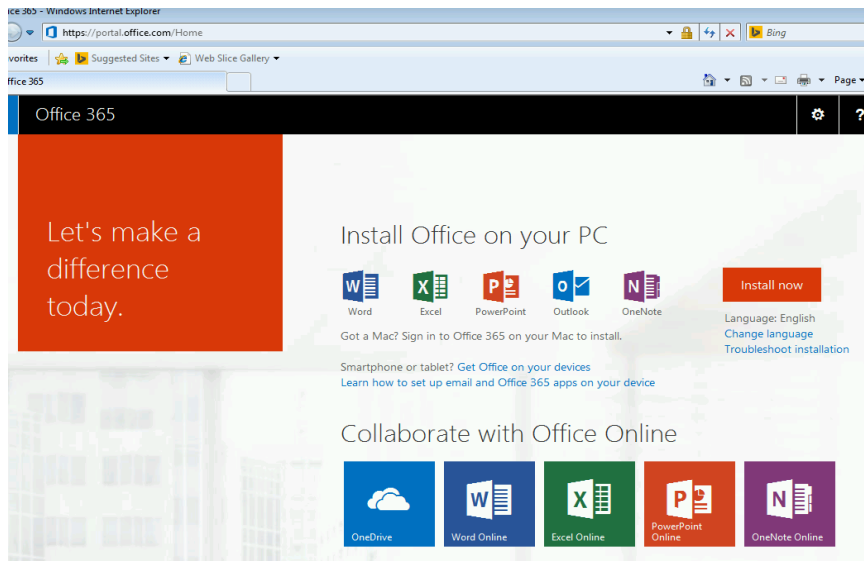 ice 365 - Windows Internet Explorer
https://portal.office.com/Home
Bing
vorites
Suggested Sites
Web Slice Gallery
ffice 365
Page
Office 365
?
Let's make a
difference
today.
Install Office on your PC
Word Excel PowerPoint Outlook OneNote
Install now
Got a Mac? Sign in to Office 365 on your Mac to install.
Language: English
Change language
Troubleshoot installation
Smartphone or tablet? Get Office on your devices
Learn how to set up email and Office 365 apps on your device
Collaborate with Office Online
OneDrive
Word Online
Excel Online
PowerPoint
Online
OneNote Online